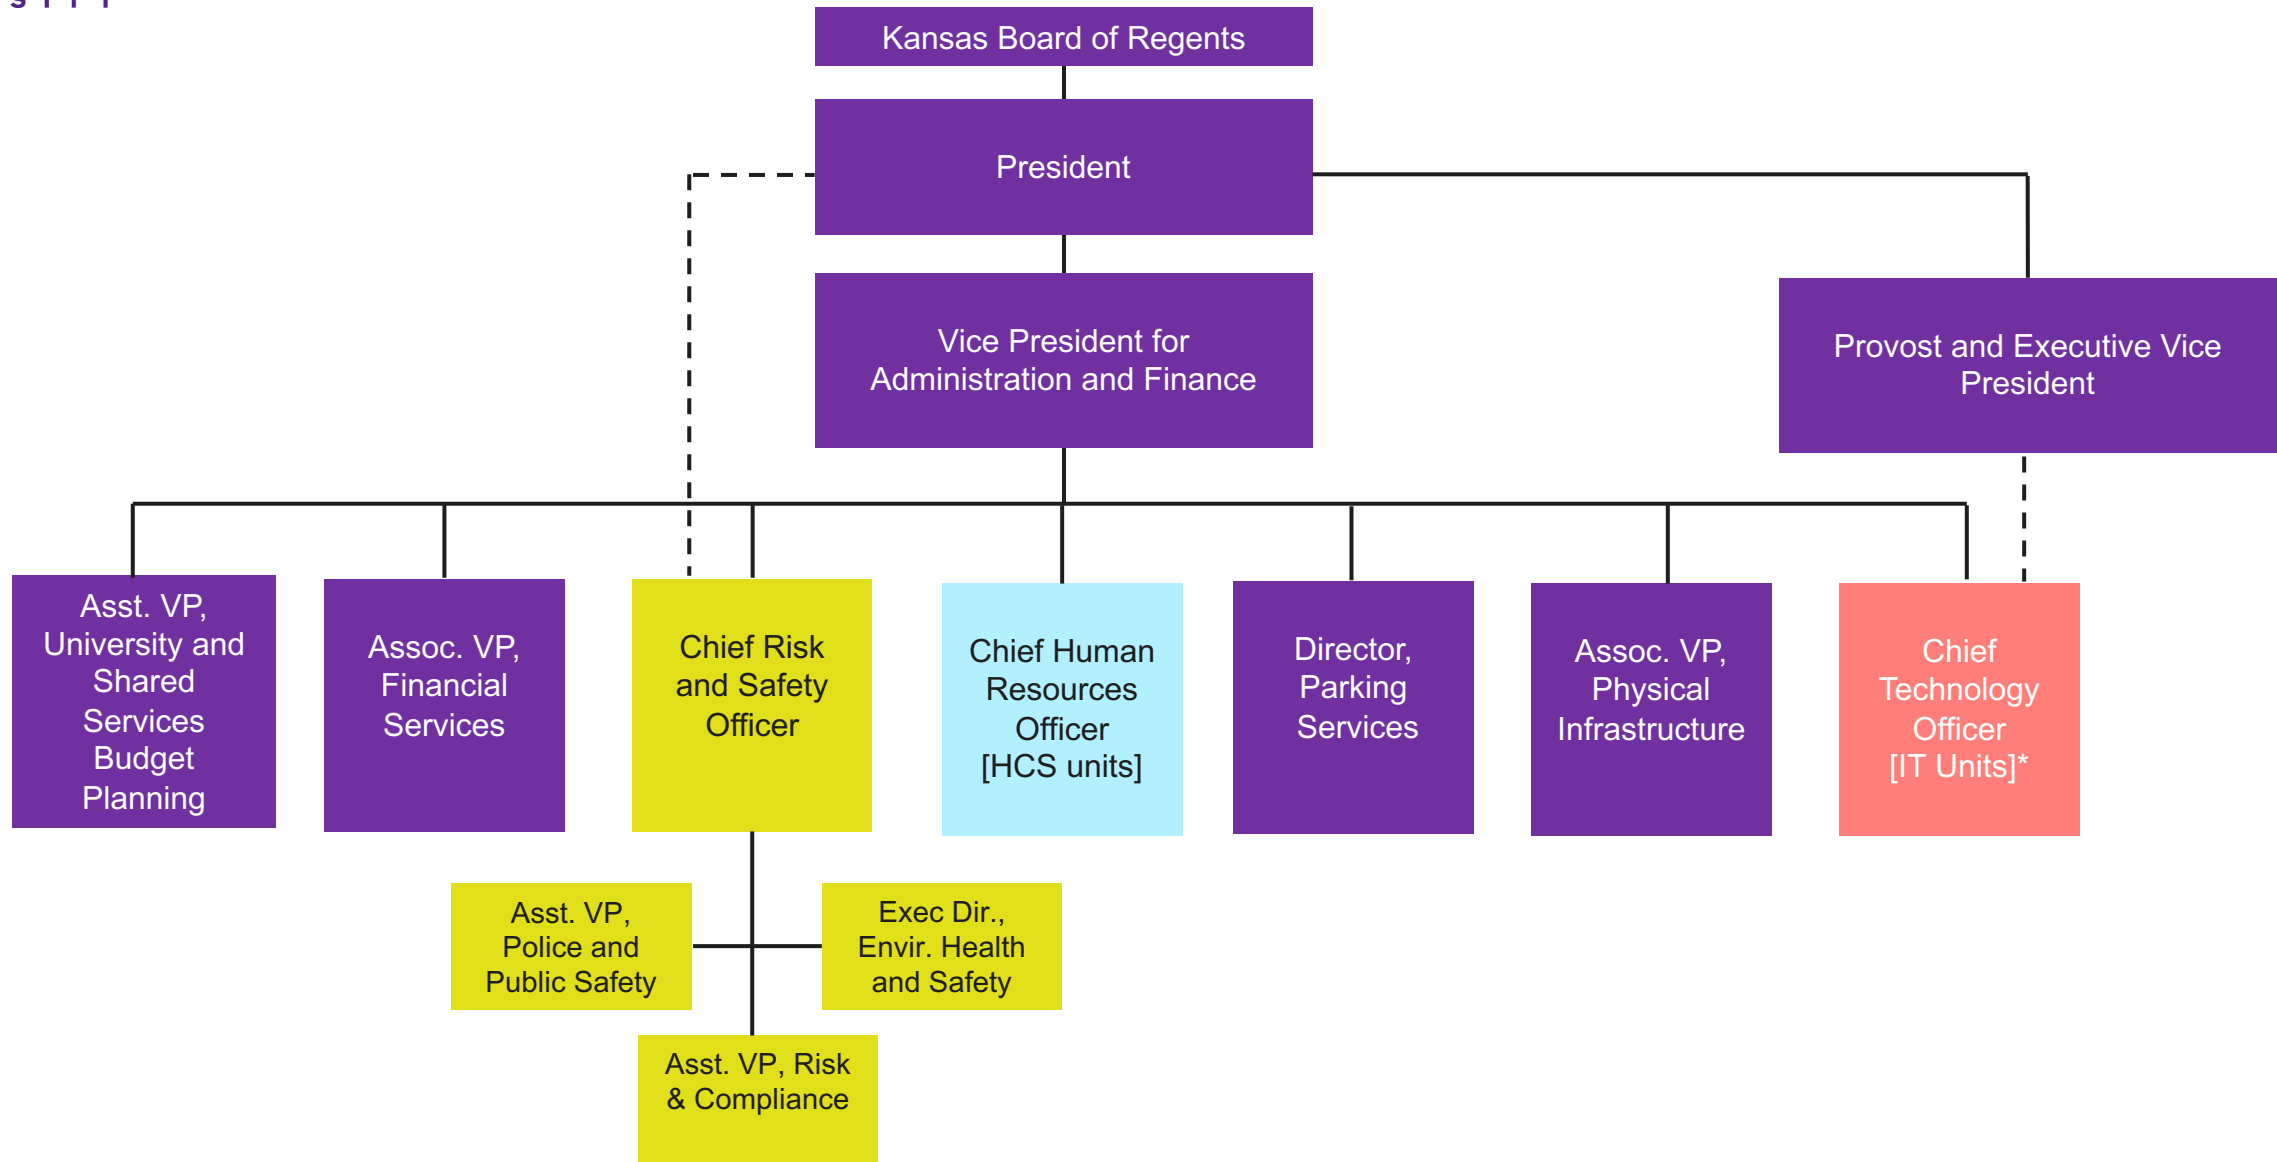 Kansas Board of Regents
President
Vice President for
Administration and Finance
Provost and Executive Vice
President
Asst. VP,
University and
Shared
Services
Budget
Planning
Assoc. VP,
Financial
Services
Chief Risk
and Safety
Officer
Chief Human
Resources
Officer
[HCS units]
Director,
Parking
Services
Assoc. VP,
Physical
Infrastructure
Chief
Technology
Officer
[IT Units]*
Asst. VP,
Police and
Public Safety
Exec Dir.,
Envir. Health
and Safety
Asst. VP, Risk
& Compliance